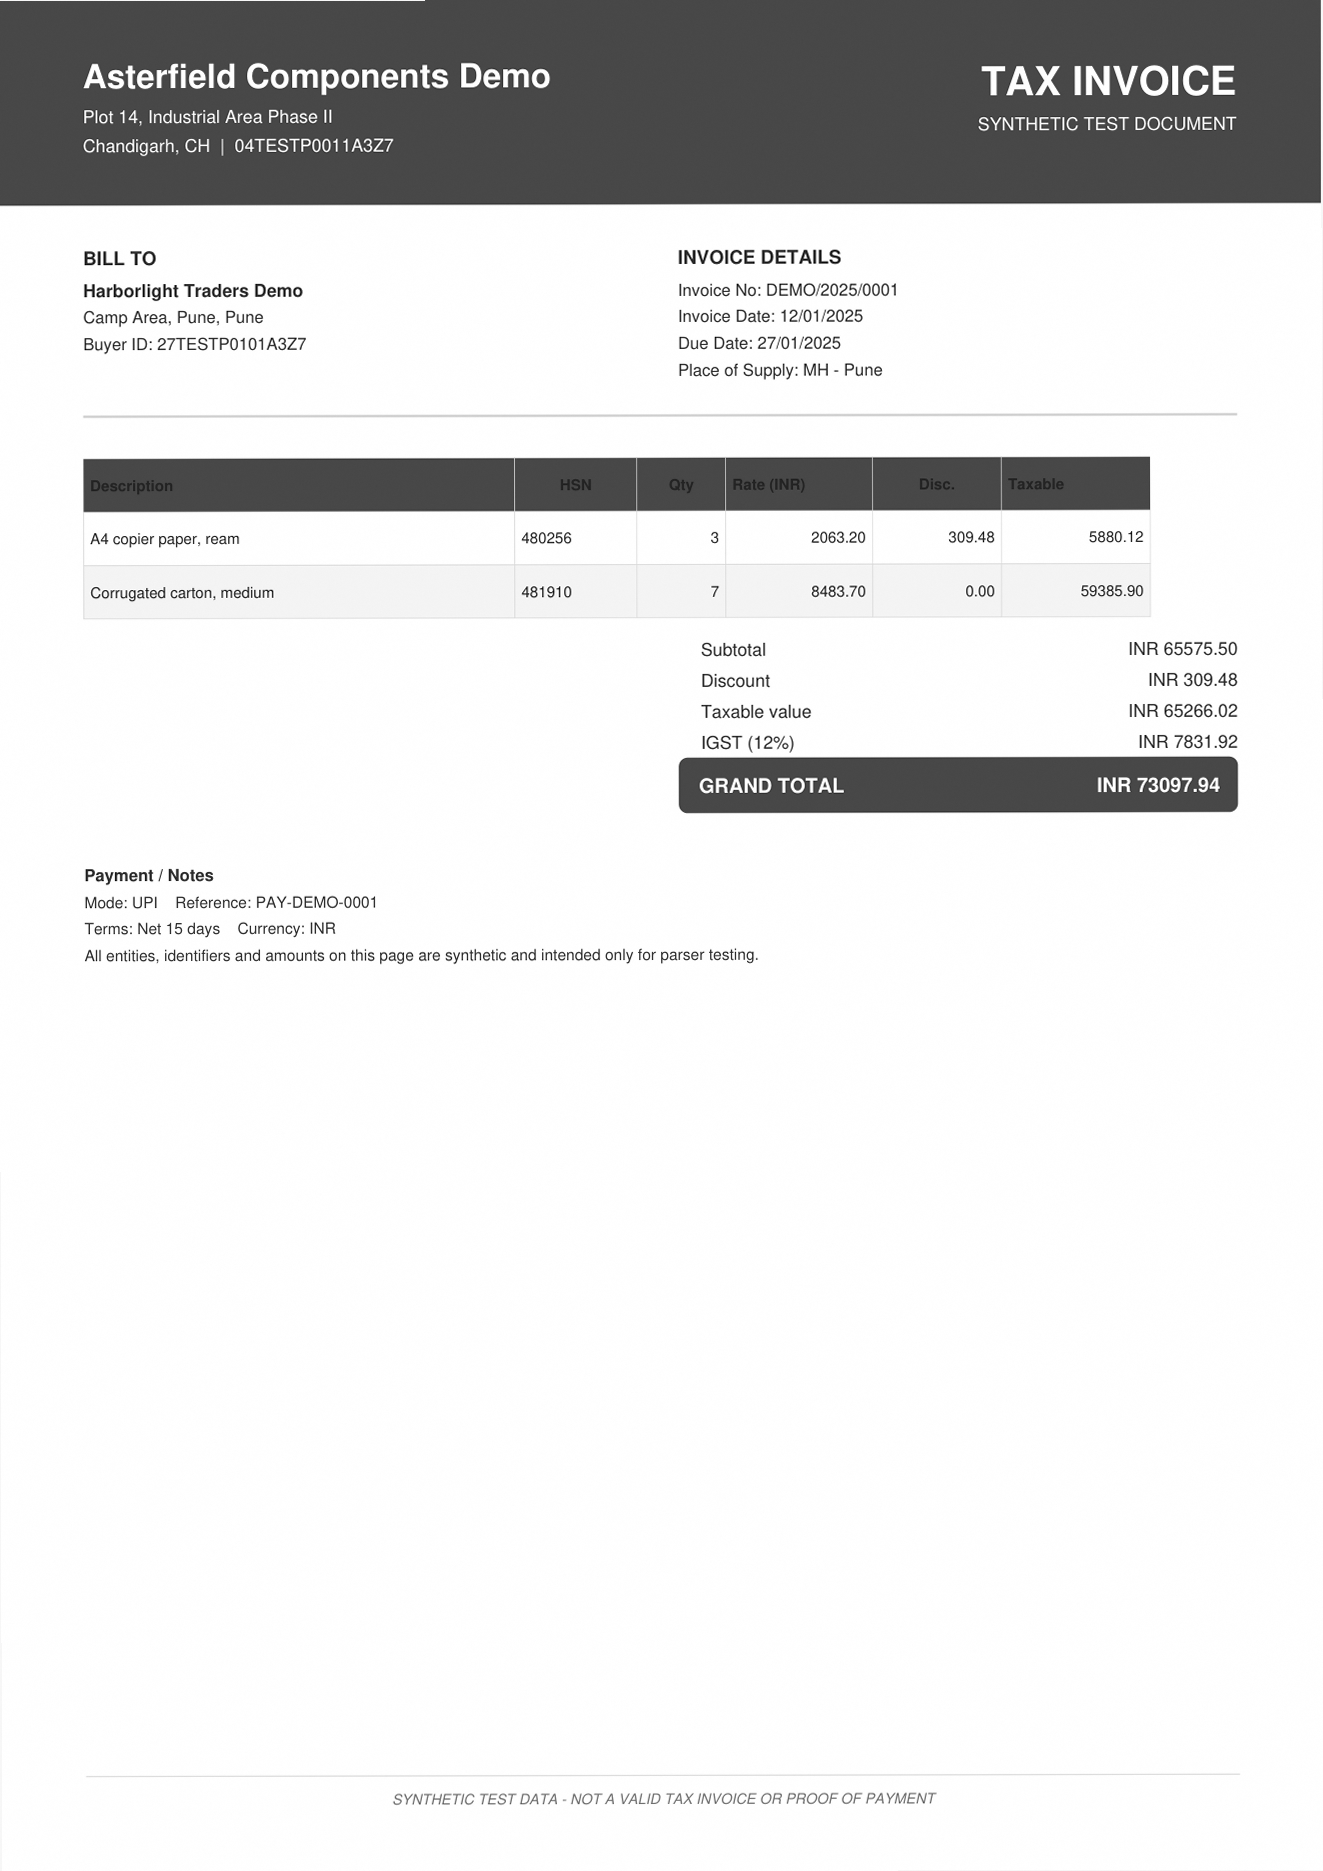 Asterfield Components Demo
Plot 14, Industrial Area Phase II
Chandigarh, CH | 04TESTP0011A3Z7
TAX INVOICE
SYNTHETIC TEST DOCUMENT
BILL TO
Harborlight Traders Demo
Camp Area, Pune, Pune
Buyer ID: 27TESTP0101A3Z7
INVOICE DETAILS
Invoice No: DEMO/2025/0001
Invoice Date: 12/01/2025
Due Date: 27/01/2025
Place of Supply: MH - Pune
Description HSN Qty Rate (INR) Disc. Taxable
A4 copier paper, ream 480256 3 2063.20 309.48 5880.12
Corrugated carton, medium 481910 7 8483.70 0.00 59385.90
Subtotal INR 65575.50
Discount INR 309.48
Taxable value INR 65266.02
IGST (12%) INR 7831.92
GRAND TOTAL INR 73097.94
Payment / Notes
Mode: UPI Reference: PAY-DEMO-0001
Terms: Net 15 days Currency: INR
All entities, identifiers and amounts on this page are synthetic and intended only for parser testing.
SYNTHETIC TEST DATA - NOT A VALID TAX INVOICE OR PROOF OF PAYMENT